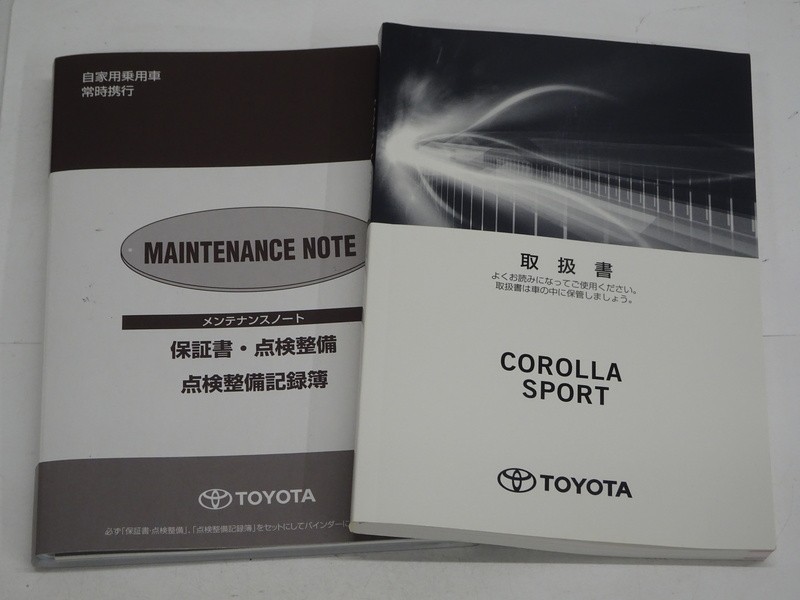 自家用乗用車
常時携行
MAINTENANCE NOTE
メンテナンスノート
保証書・点検整備
点検整備記録簿
TOYOTA
必ず「保証書・点検整備」、「点検整備記録簿」をセットにしてバインダーに
取扱書
よくお読みになってご使用ください。
取扱書は車の中に保管しましょう。
COROLLA
SPORT
TOYOTA